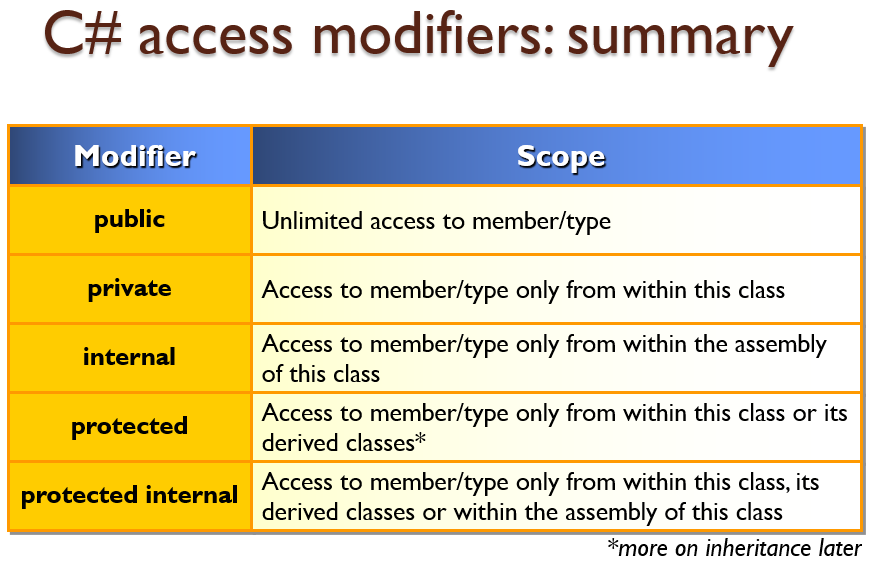 C# access modifiers: summary
Modifier
Scope
public
Unlimited access to member/type
private
Access to member/type only from within this class
internal
Access to member/type only from within the assembly
of this class
protected
Access to member/type only from within this class or its
derived classes*
protected internal
Access to member/type only from within this class, its
derived classes or within the assembly of this class
*more on inheritance later